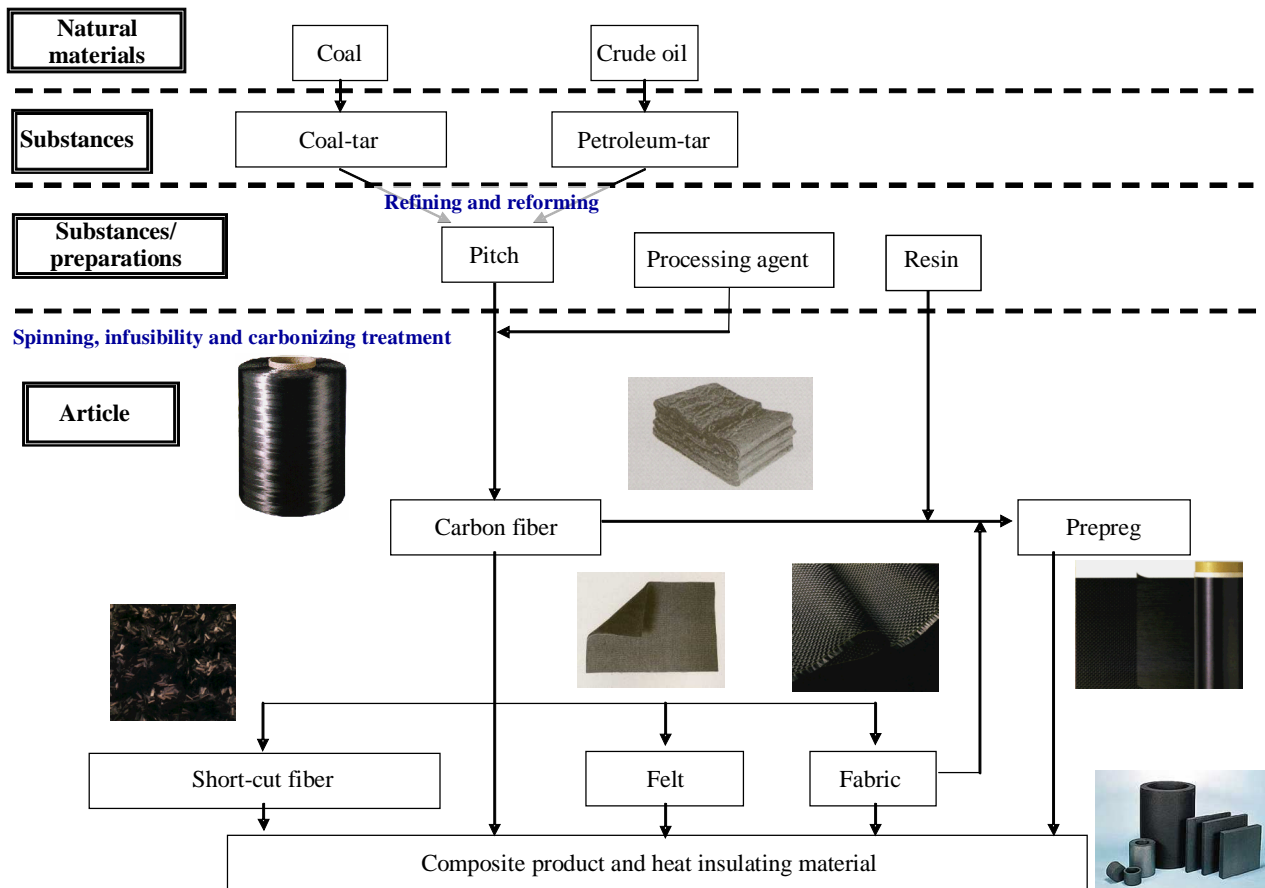 Natural
materials
Coal
Crude oil
Substances
Coal-tar
Petroleum-tar
Refining and reforming
Substances/
preparations
Pitch
Processing agent
Resin
Spinning, infusibility and carbonizing treatment
Article
Carbon fiber
Prepreg
Short-cut fiber
Felt
Fabric
Composite product and heat insulating material